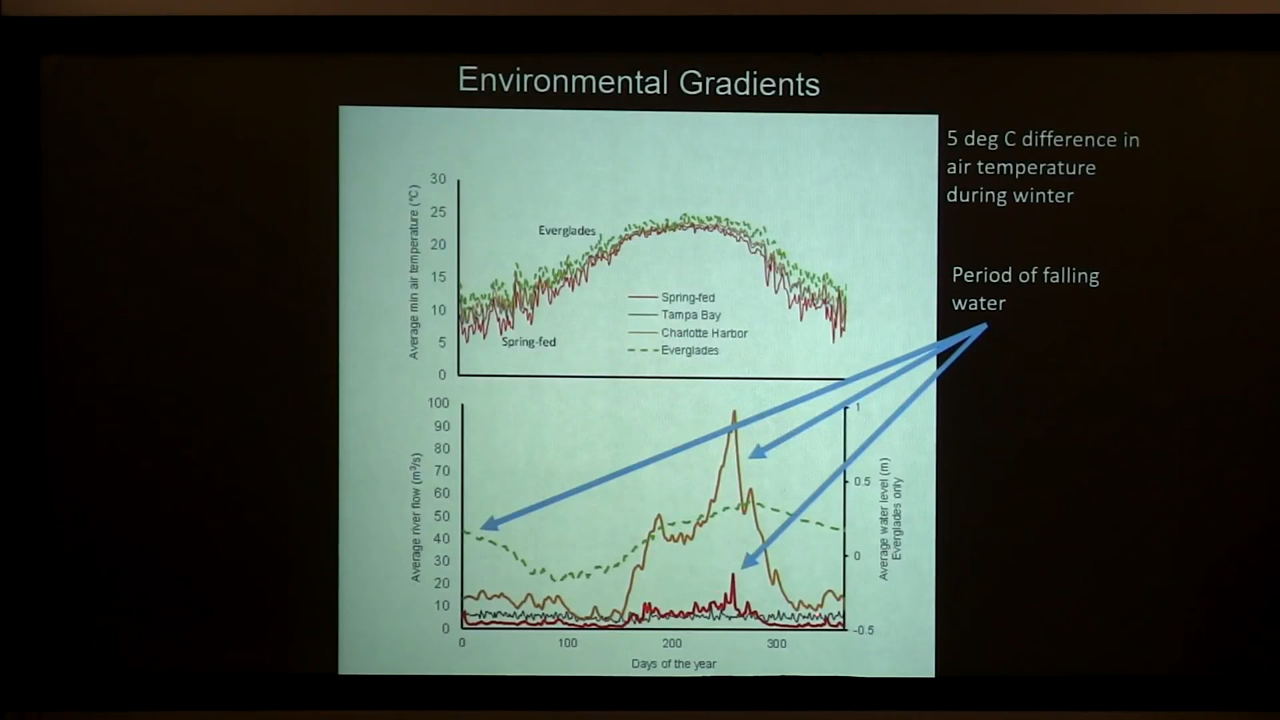 Environmental Gradients
5 deg C difference in
air temperature
during winter
Period of falling
water
Average min air temperature (°C)
30
25
20
15
10
5
0
Everglades
Spring-fed
Spring-fed
Tampa Bay
Charlotte Harbor
Everglades
Average river flow (m³/s)
100
90
80
70
60
50
40
30
20
10
0
1
0.5
0
-0.5
Average water level (m)
Everglades only
0
100
200
300
Days of the year